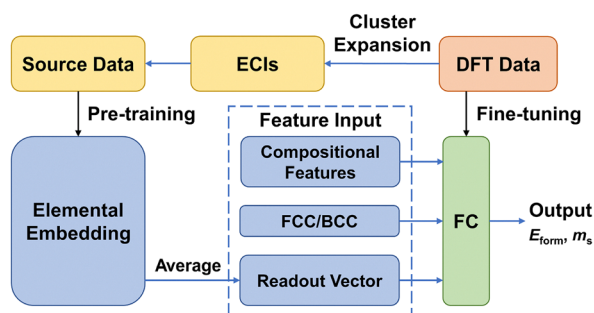 Cluster
Expansion
Source Data
ECIs
DFT Data
Pre-training
Fine-tuning
Feature Input
Compositional
Features
Elemental
Embedding
FCC/BCC
FC
Output
Eform, ms
Average
Readout Vector